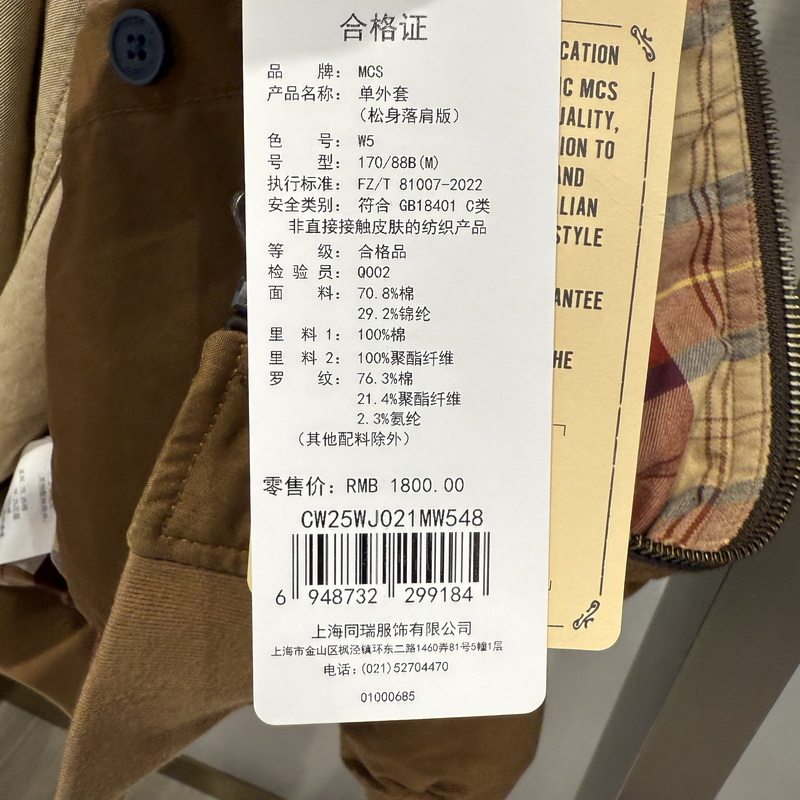 合格证
品 牌： MCS
产品名称： 单外套
（松身落肩版）
色 号： W5
号 型： 170/88B(M)
执行标准： FZ/T 81007-2022
安全类别： 符合 GB18401 C类
非直接接触皮肤的纺织产品
等 级： 合格品
检 验 员： Q002
面 料： 70.8%棉
29.2%锦纶
里 料 1： 100%棉
里 料 2： 100%聚酯纤维
罗 纹： 76.3%棉
21.4%聚酯纤维
2.3%氨纶
（其他配料除外）
零售价： RMB 1800.00
CW25WJ021MW548
6 948732 299184
上海同瑞服饰有限公司
上海市金山区枫泾镇环东二路1460弄81号5幢1层
电话：(021)52704470
01000685
CATION
IC MCS
UALITY,
ION TO
AND
LIAN
STYLE
ANTEE
HE